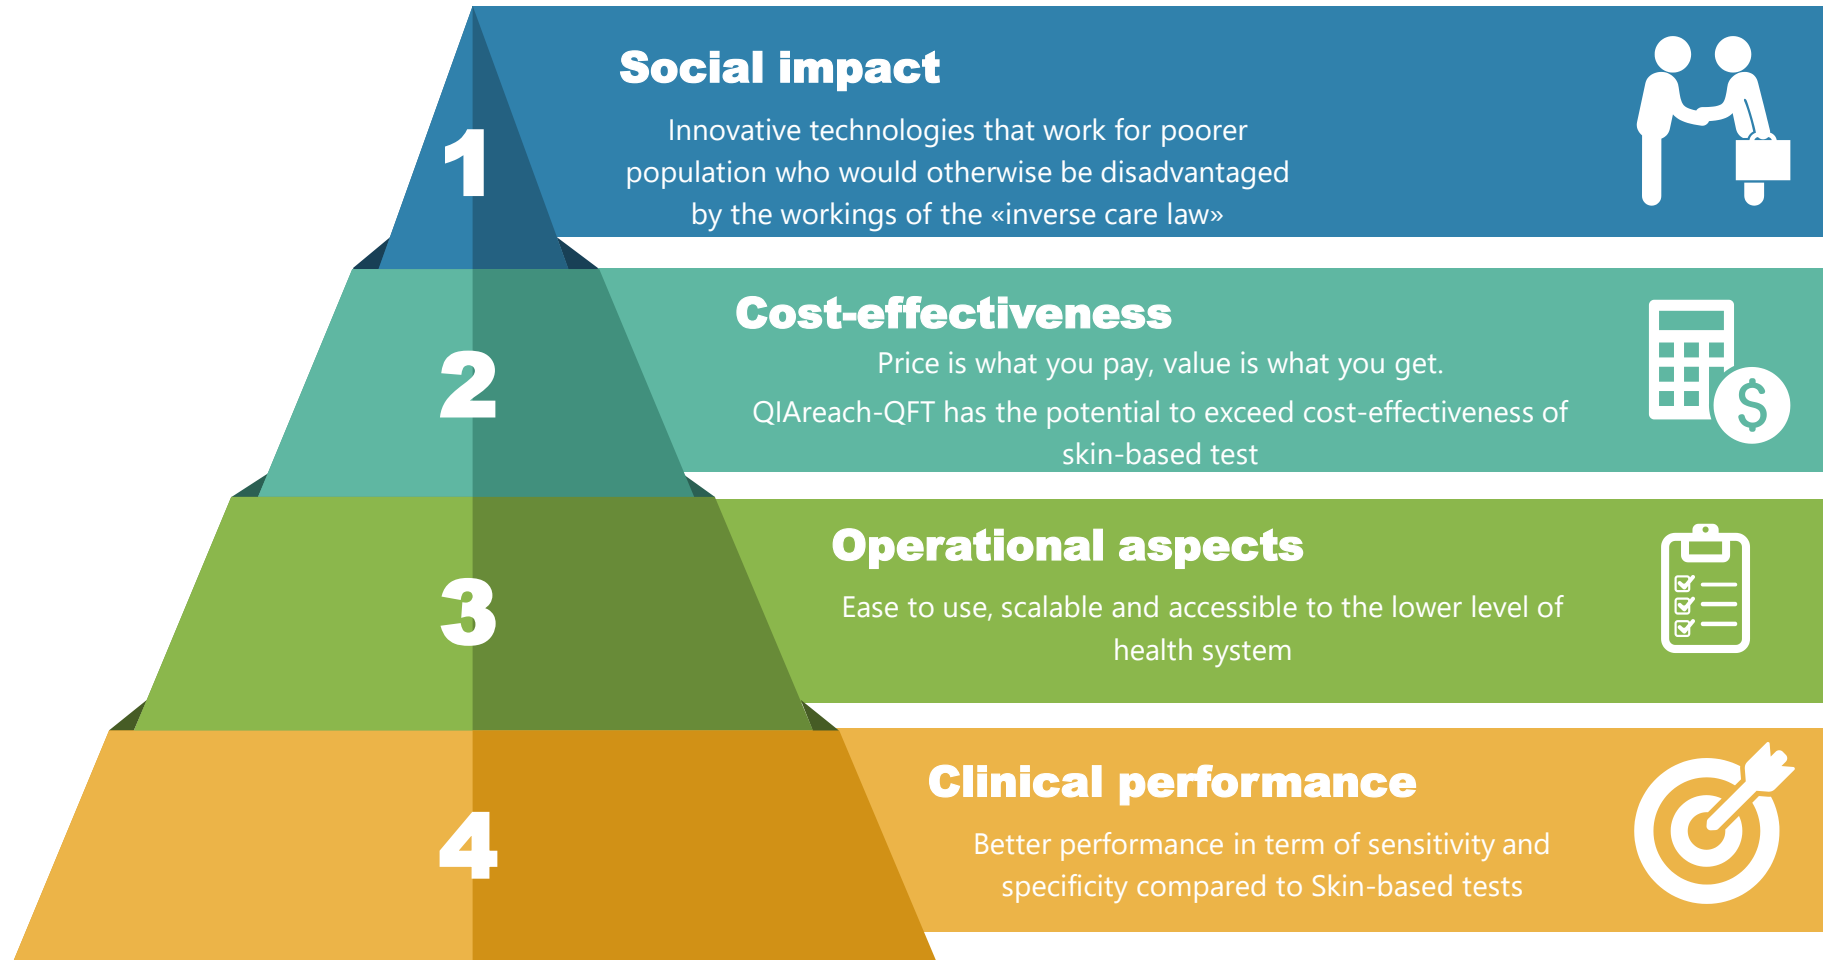 1
Social impact
Innovative technologies that work for poorer
population who would otherwise be disadvantaged
by the workings of the «inverse care law»
2
Cost-effectiveness
Price is what you pay, value is what you get.
QIAreach-QFT has the potential to exceed cost-effectiveness of
skin-based test
$
3
Operational aspects
Ease to use, scalable and accessible to the lower level of
health system
4
Clinical performance
Better performance in term of sensitivity and
specificity compared to Skin-based tests